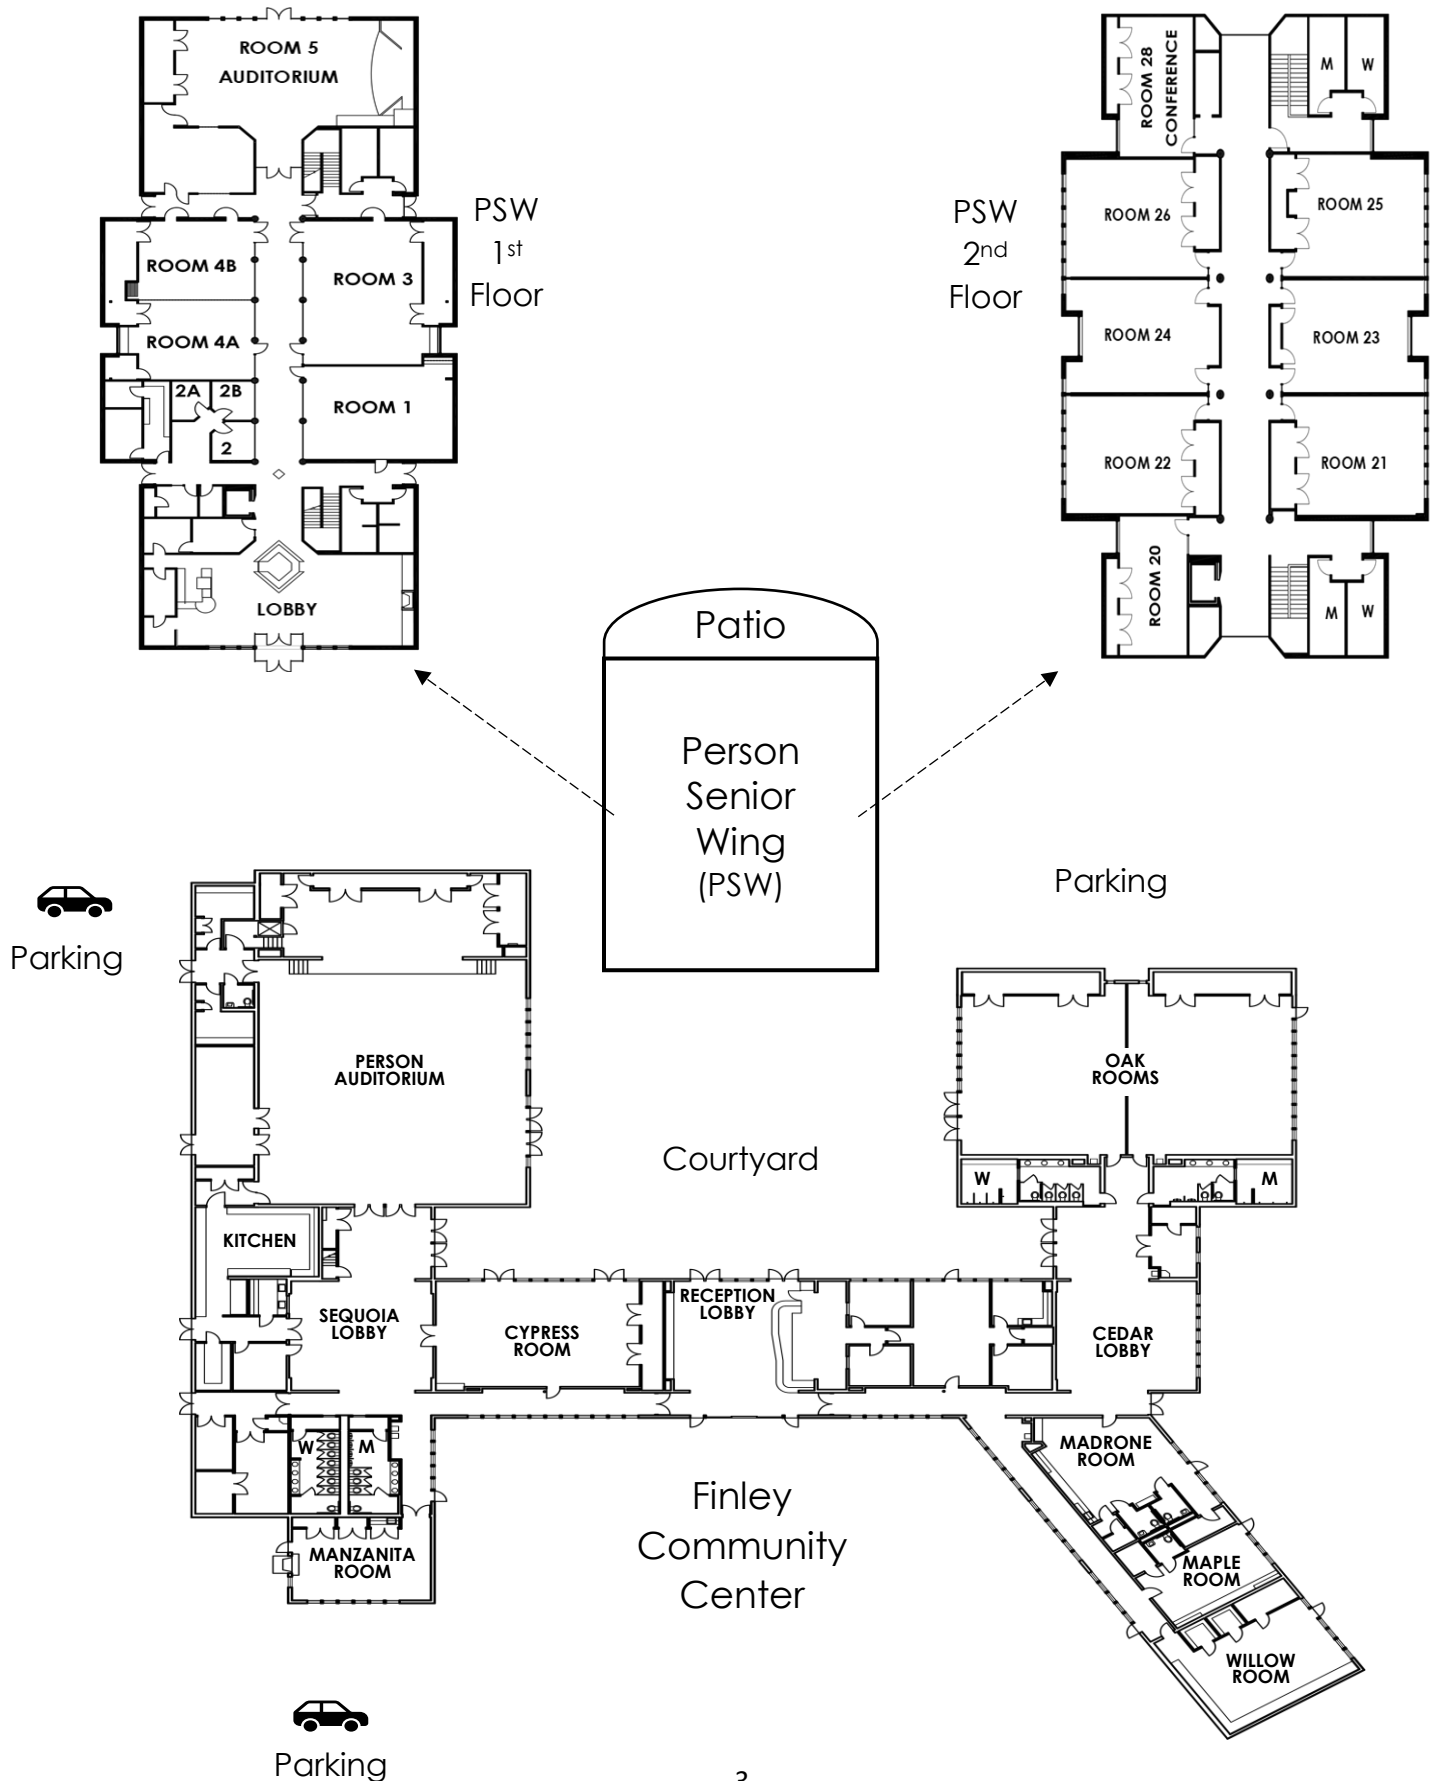 ROOM 5
AUDITORIUM
ROOM 4B
ROOM 3
ROOM 4A
2A
2B
ROOM 1
2
LOBBY
PSW
1st
Floor
ROOM 28
CONFERENCE
M
W
ROOM 26
ROOM 25
ROOM 24
ROOM 23
ROOM 22
ROOM 21
ROOM 20
M
W
PSW
2nd
Floor
Patio
Person
Senior
Wing
(PSW)
Parking
Parking
PERSON
AUDITORIUM
OAK
ROOMS
Courtyard
W
M
KITCHEN
SEQUOIA
LOBBY
CYPRESS
ROOM
RECEPTION
LOBBY
CEDAR
LOBBY
W
M
MADRONE
ROOM
MANZANITA
ROOM
Finley
Community
Center
MAPLE
ROOM
WILLOW
ROOM
Parking
3